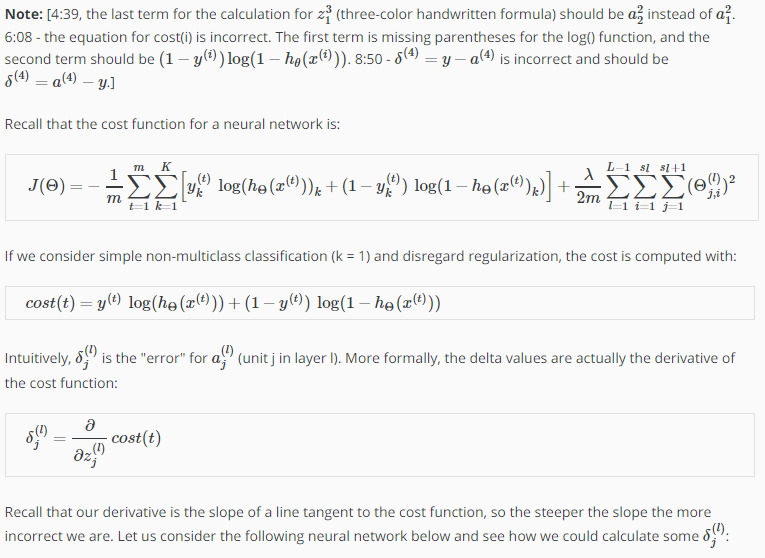 Note: [4:39, the last term for the calculation for $z_1^3$ (three-color handwritten formula) should be $a_2^2$ instead of $a_1^2$.
6:08 - the equation for cost(i) is incorrect. The first term is missing parentheses for the log() function, and the
second term should be $(1 - y^{(i)})\log(1 - h_\theta(x^{(i)}))$. 8:50 - $\delta^{(4)} = y - a^{(4)}$ is incorrect and should be
$\delta^{(4)} = a^{(4)} - y$.]
Recall that the cost function for a neural network is:
$J(\Theta) = -\frac{1}{m}\sum_{t=1}^{m}\sum_{k=1}^{K}\left[y_k^{(t)} \log(h_\Theta(x^{(t)}))_k + (1 - y_k^{(t)}) \log(1 - h_\Theta(x^{(t)})_k)\right] + \frac{\lambda}{2m}\sum_{l=1}^{L-1}\sum_{i=1}^{sl}\sum_{j=1}^{sl+1}(\Theta_{j,i}^{(l)})^2$
If we consider simple non-multiclass classification (k = 1) and disregard regularization, the cost is computed with:
$cost(t) = y^{(t)} \log(h_\Theta(x^{(t)})) + (1 - y^{(t)}) \log(1 - h_\Theta(x^{(t)}))$
Intuitively, $\delta_j^{(l)}$ is the "error" for $a_j^{(l)}$ (unit j in layer l). More formally, the delta values are actually the derivative of
the cost function:
$\delta_j^{(l)} = \frac{\partial}{\partial z_j^{(l)}} cost(t)$
Recall that our derivative is the slope of a line tangent to the cost function, so the steeper the slope the more
incorrect we are. Let us consider the following neural network below and see how we could calculate some $\delta_j^{(l)}$: